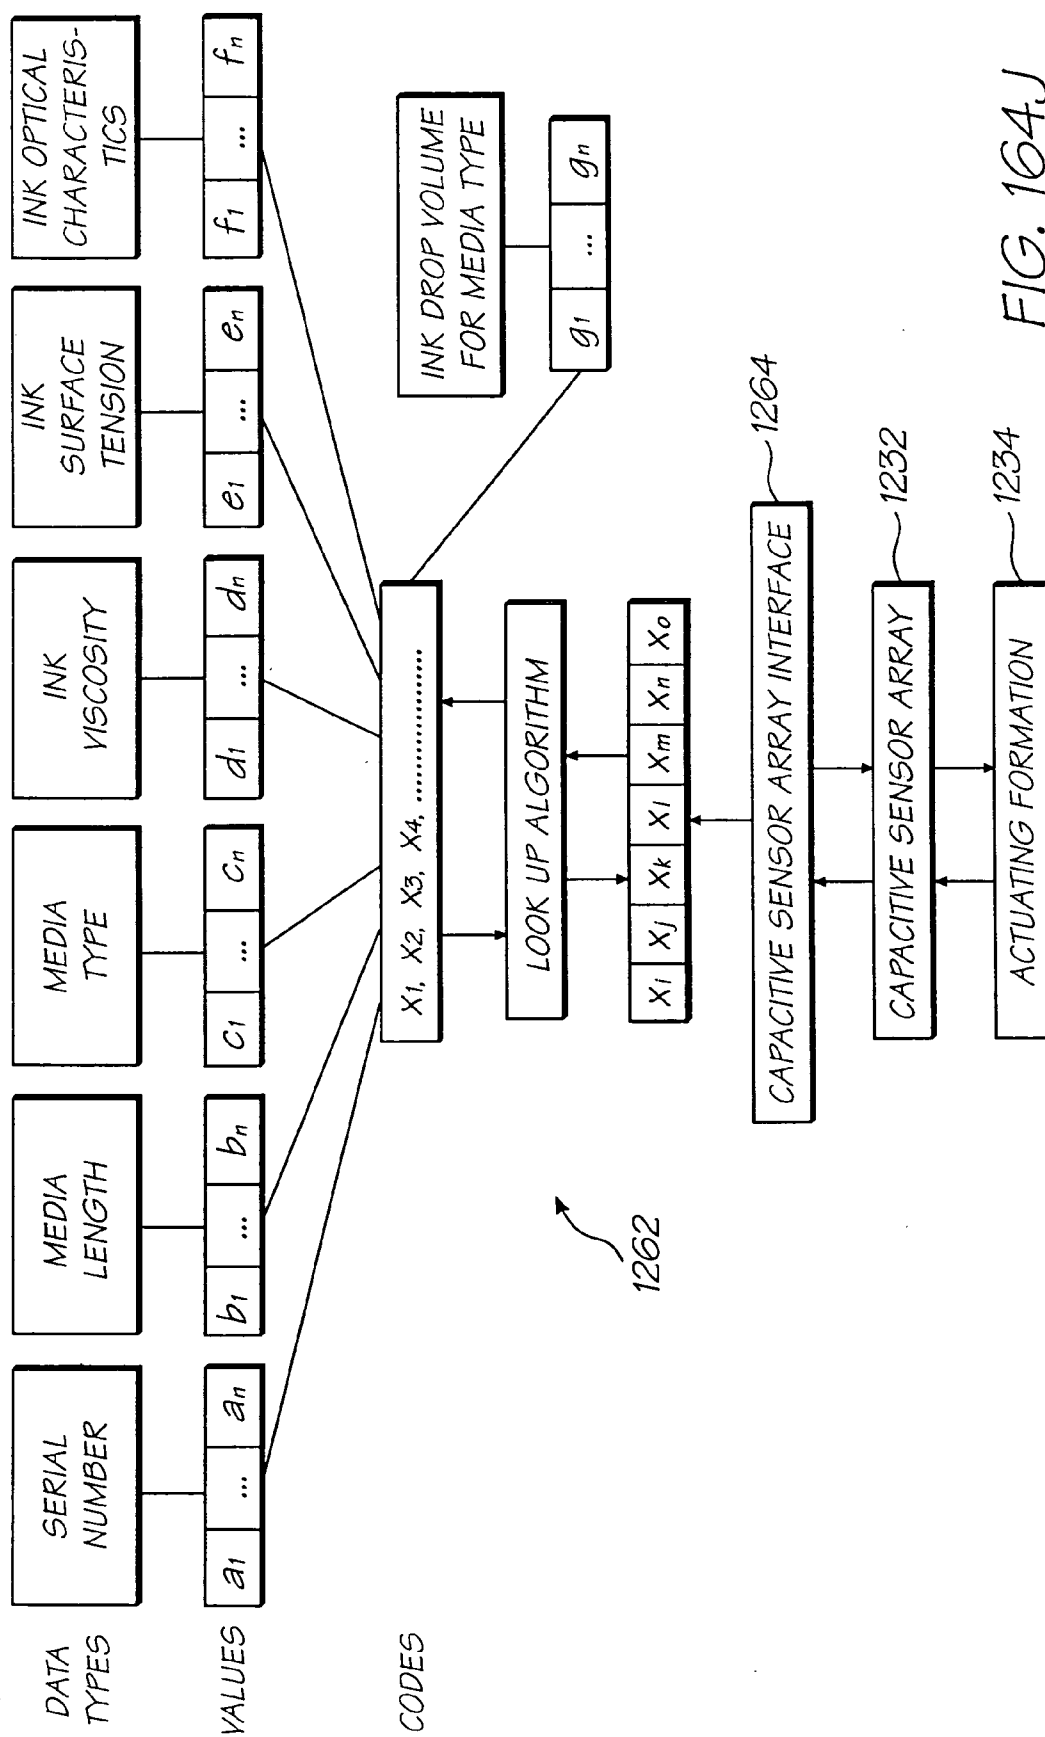 DATA
TYPES
SERIAL
NUMBER
MEDIA
LENGTH
MEDIA
TYPE
INK
VISCOSITY
INK
SURFACE
TENSION
INK OPTICAL
CHARACTERIS-
TICS
VALUES
a1 ... an
b1 ... bn
c1 ... cn
d1 ... dn
e1 ... en
f1 ... fn
CODES
X1, X2, X3, X4, ...................
INK DROP VOLUME
FOR MEDIA TYPE
g1 ... gn
LOOK UP ALGORITHM
Xi Xj Xk Xl Xm Xn Xo
1262
CAPACITIVE SENSOR ARRAY INTERFACE
1264
CAPACITIVE SENSOR ARRAY
1232
ACTUATING FORMATION
1234
FIG. 164J